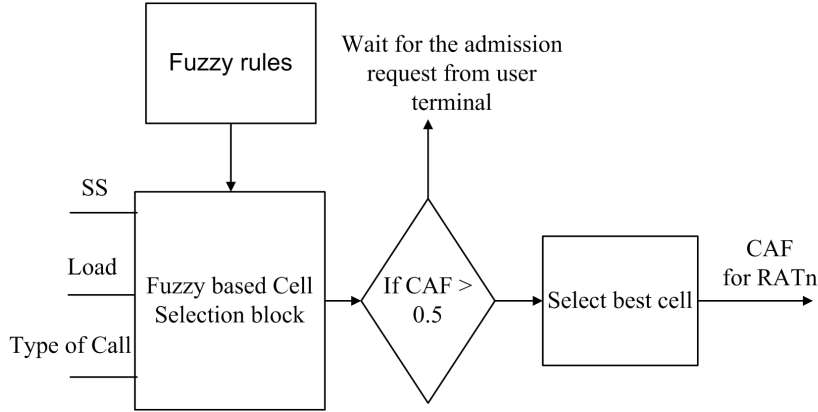 Fuzzy rules
Wait for the admission
request from user
terminal
SS
Load
Type of Call
Fuzzy based Cell
Selection block
If CAF >
0.5
Select best cell
CAF
for RATn